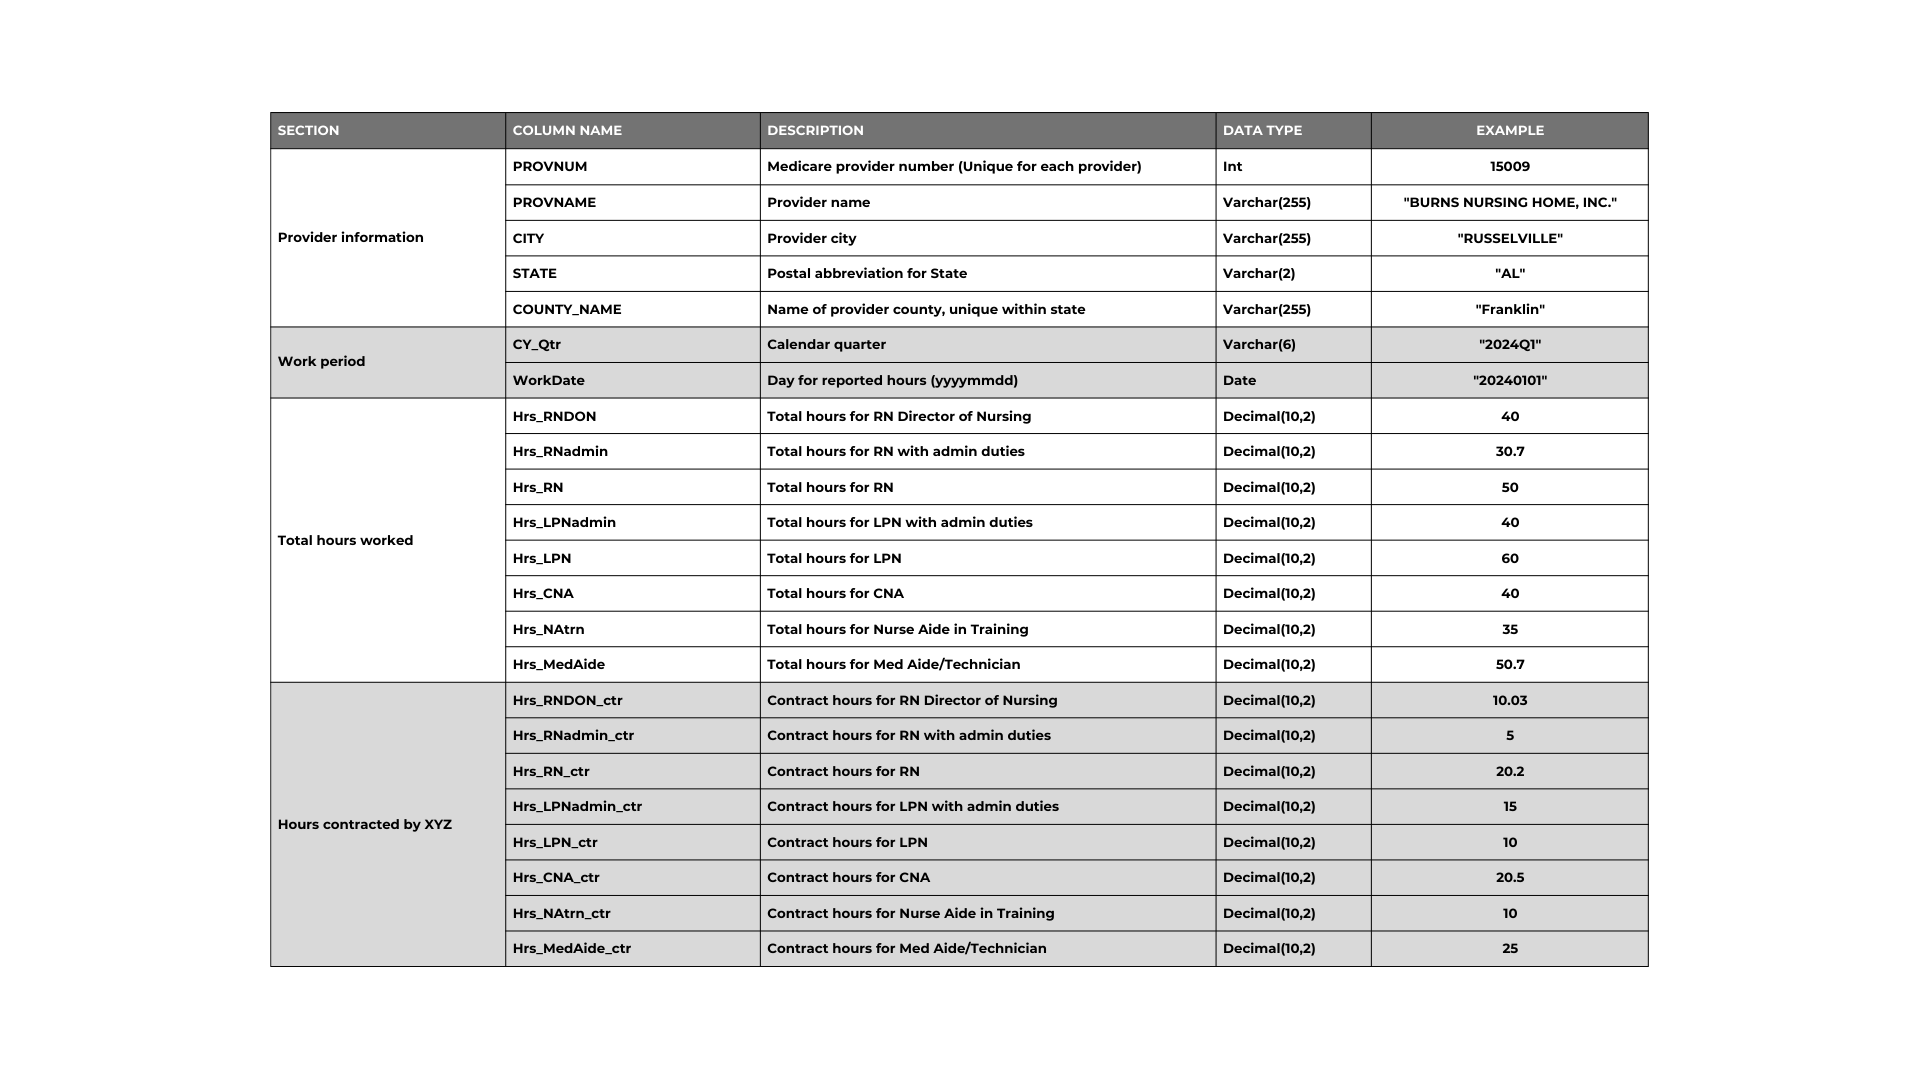 SECTION COLUMN NAME DESCRIPTION DATA TYPE EXAMPLE
Provider information
PROVNUM Medicare provider number (Unique for each provider) Int 15009
PROVNAME Provider name Varchar(255) "BURNS NURSING HOME, INC."
CITY Provider city Varchar(255) "RUSSELVILLE"
STATE Postal abbreviation for State Varchar(2) "AL"
COUNTY_NAME Name of provider county, unique within state Varchar(255) "Franklin"
Work period
CY_Qtr Calendar quarter Varchar(6) "2024Q1"
WorkDate Day for reported hours (yyyymmdd) Date "20240101"
Total hours worked
Hrs_RNDON Total hours for RN Director of Nursing Decimal(10,2) 40
Hrs_RNadmin Total hours for RN with admin duties Decimal(10,2) 30.7
Hrs_RN Total hours for RN Decimal(10,2) 50
Hrs_LPNadmin Total hours for LPN with admin duties Decimal(10,2) 40
Hrs_LPN Total hours for LPN Decimal(10,2) 60
Hrs_CNA Total hours for CNA Decimal(10,2) 40
Hrs_NAtrn Total hours for Nurse Aide in Training Decimal(10,2) 35
Hrs_MedAide Total hours for Med Aide/Technician Decimal(10,2) 50.7
Hours contracted by XYZ
Hrs_RNDON_ctr Contract hours for RN Director of Nursing Decimal(10,2) 10.03
Hrs_RNadmin_ctr Contract hours for RN with admin duties Decimal(10,2) 5
Hrs_RN_ctr Contract hours for RN Decimal(10,2) 20.2
Hrs_LPNadmin_ctr Contract hours for LPN with admin duties Decimal(10,2) 15
Hrs_LPN_ctr Contract hours for LPN Decimal(10,2) 10
Hrs_CNA_ctr Contract hours for CNA Decimal(10,2) 20.5
Hrs_NAtrn_ctr Contract hours for Nurse Aide in Training Decimal(10,2) 10
Hrs_MedAide_ctr Contract hours for Med Aide/Technician Decimal(10,2) 25